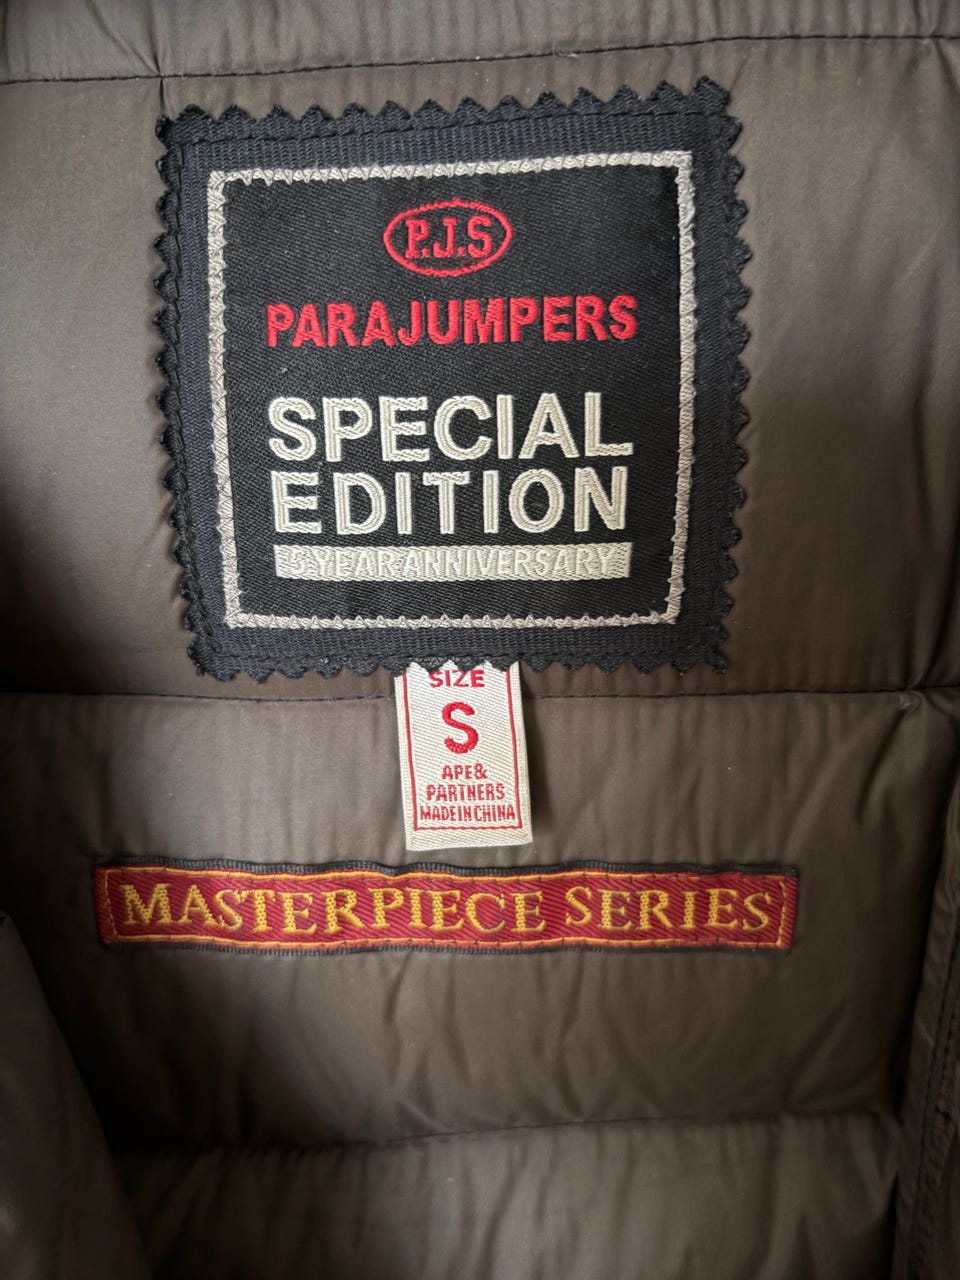 P.J.S
PARAJUMPERS
SPECIAL
EDITION
5 YEAR ANNIVERSARY
SIZE
S
APE&
PARTNERS
MADE IN CHINA
MASTERPIECE SERIES